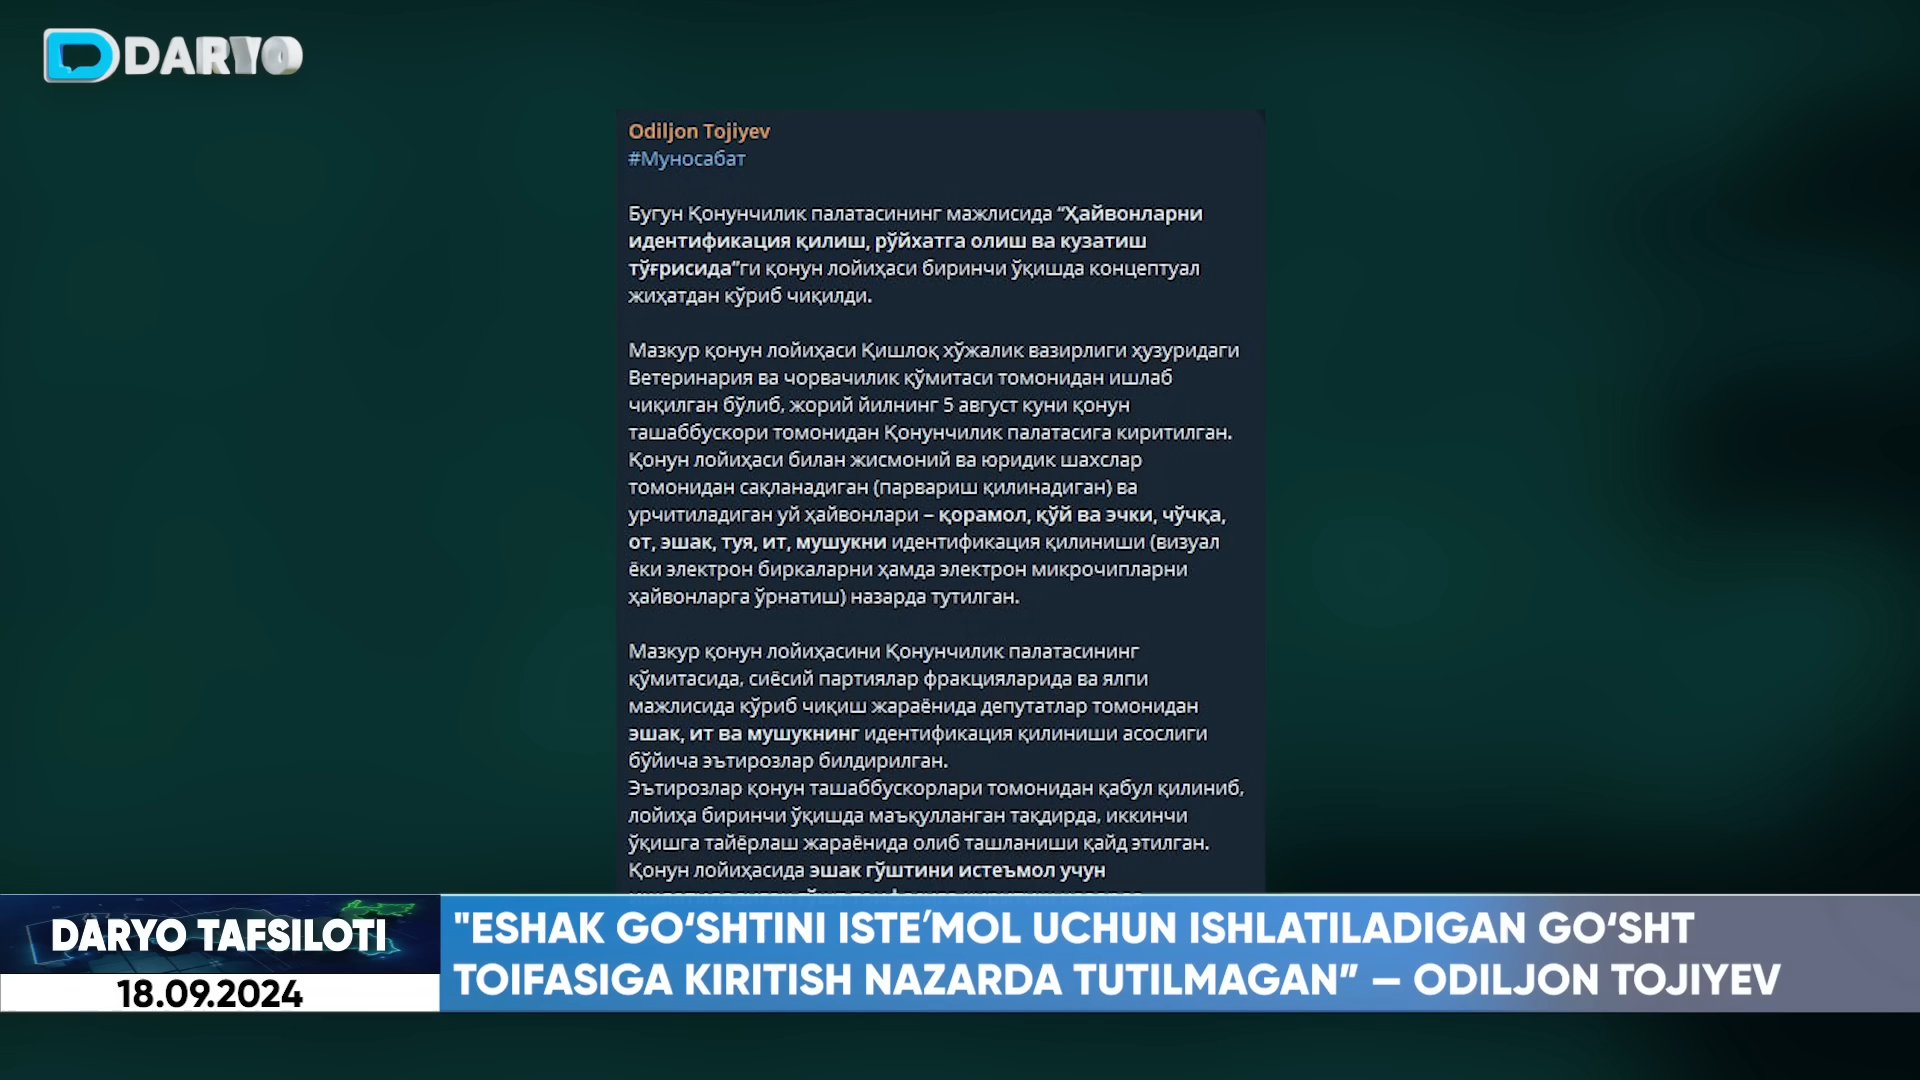 DARYO
Odiljon Tojiyev
#Муносабат
Бугун Қонунчилик палатасининг мажлисида “Ҳайвонларни
идентификация қилиш, рўйхатга олиш ва кузатиш
тўғрисида”ги қонун лойиҳаси биринчи ўқишда концептуал
жиҳатдан кўриб чиқилди.
Мазкур қонун лойиҳаси Қишлоқ хўжалик вазирлиги ҳузуридаги
Ветеринария ва чорвачилик қўмитаси томонидан ишлаб
чиқилган бўлиб, жорий йилнинг 5 август куни қонун
ташаббускори томонидан Қонунчилик палатасига киритилган.
Қонун лойиҳаси билан жисмоний ва юридик шахслар
томонидан сақланадиган (парвариш қилинадиган) ва
урчитиладиган уй ҳайвонлари – қорамол, қўй ва эчки, чўчқа,
от, эшак, туя, ит, мушукни идентификация қилиниши (визуал
ёки электрон биркаларни ҳамда электрон микрочипларни
ҳайвонларга ўрнатиш) назарда тутилган.
Мазкур қонун лойиҳасини Қонунчилик палатасининг
қўмитасида, сиёсий партиялар фракцияларида ва ялпи
мажлисида кўриб чиқиш жараёнида депутатлар томонидан
эшак, ит ва мушукнинг идентификация қилиниши асослиги
бўйича эътирозлар билдирилган.
Эътирозлар қонун ташаббускорлари томонидан қабул қилиниб,
лойиҳа биринчи ўқишда маъқулланган тақдирда, иккинчи
ўқишга тайёрлаш жараёнида олиб ташланиши қайд этилган.
Қонун лойиҳасида эшак гўштини истеъмол учун
DARYO TAFSILOTI
18.09.2024
"ESHAK GO‘SHTINI ISTE’MOL UCHUN ISHLATILADIGAN GO‘SHT
TOIFASIGA KIRITISH NAZARDA TUTILMAGAN” — ODILJON TOJIYEV